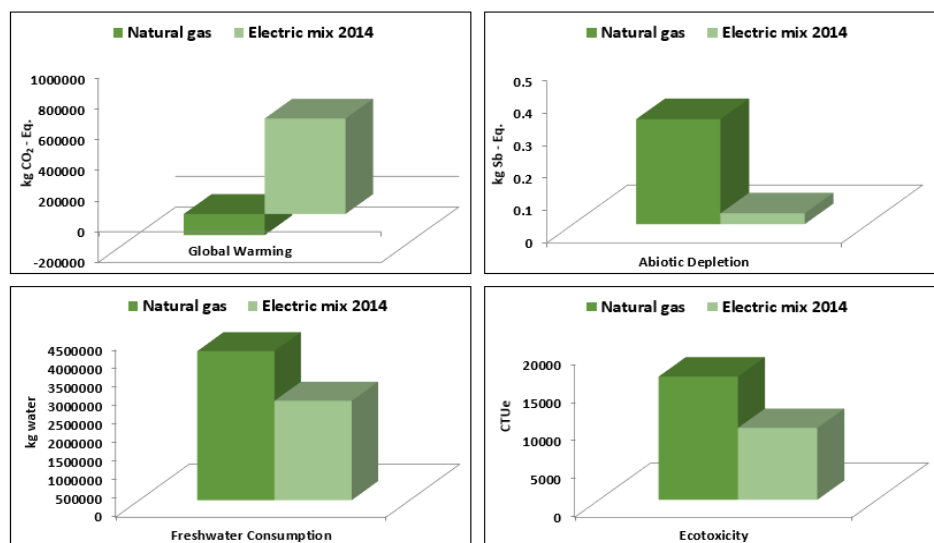 Natural gas Electric mix 2014
kg CO₂ - Eq.
1000000
800000
600000
400000
200000
0
-200000
Global Warming
Natural gas Electric mix 2014
kg Sb - Eq.
0.5
0.4
0.3
0.2
0.1
0
Abiotic Depletion
Natural gas Electric mix 2014
kg water
4500000
4000000
3500000
3000000
2500000
2000000
1500000
1000000
500000
0
Freshwater Consumption
Natural gas Electric mix 2014
CTUe
20000
15000
10000
5000
0
Ecotoxicity